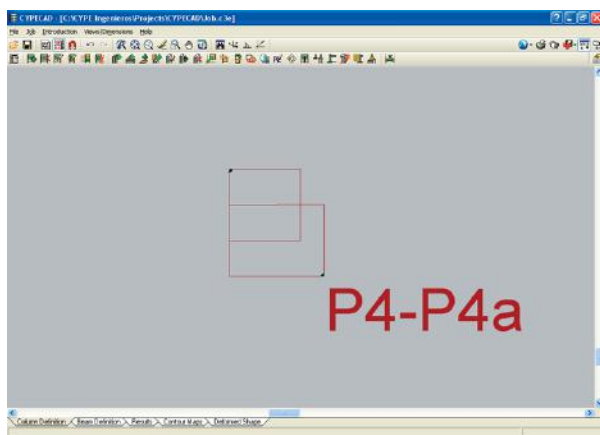 CYPECAD - [C:\CYPE Ingenieros\Projects\CYPECAD\Job.c3e]
File Job Introduction Views/Dimensions Help
P4-P4a
Column Definition Beam Definition Results Contour Maps Deformed Shape